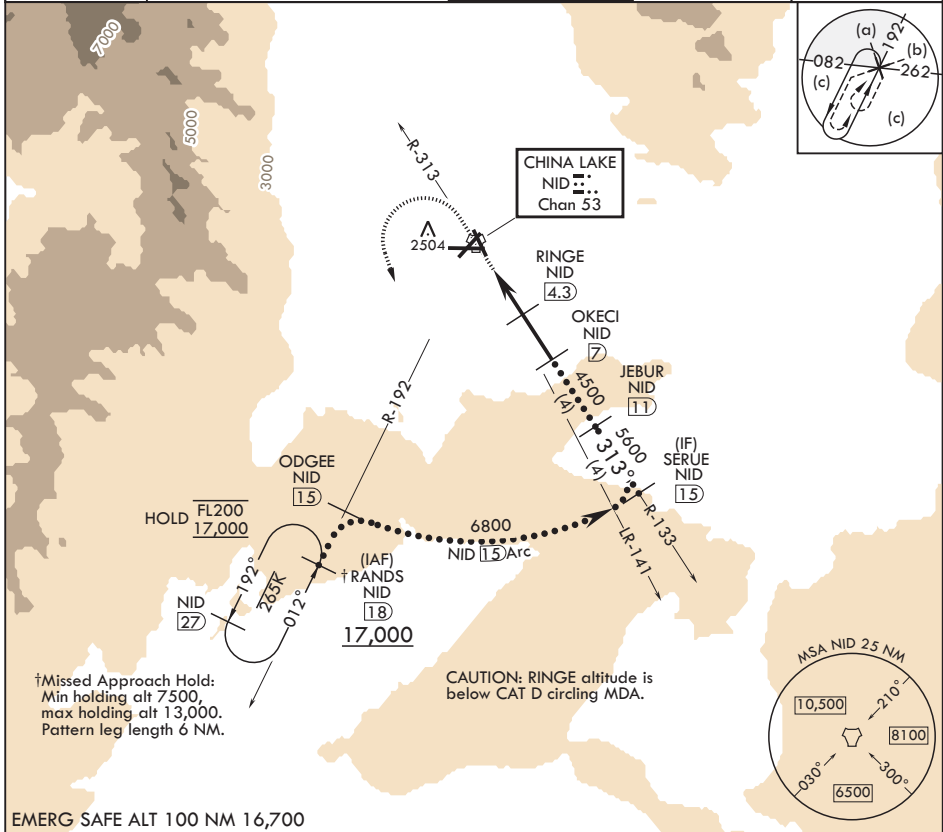 7000
5000
3000
(a)
192
(b)
082
262
(c)
(c)
R-313
CHINA LAKE
NID
Chan 53
2504
RINGE
NID
4.3
OKECI
NID
7
4500
(4)
JEBUR
NID
11
5600
313°
(4)
(IF)
SERUE
NID
15
R-133
LR-141
R-192
ODGEE
NID
15
HOLD FL200
17,000
6800
NID 15 Arc
192°
265K
012°
(IAF)
†RANDS
NID
18
17,000
NID
27
†Missed Approach Hold:
Min holding alt 7500,
max holding alt 13,000.
Pattern leg length 6 NM.
CAUTION: RINGE altitude is
below CAT D circling MDA.
MSA NID 25 NM
10,500
210°
8100
030°
300°
6500
EMERG SAFE ALT 100 NM 16,700